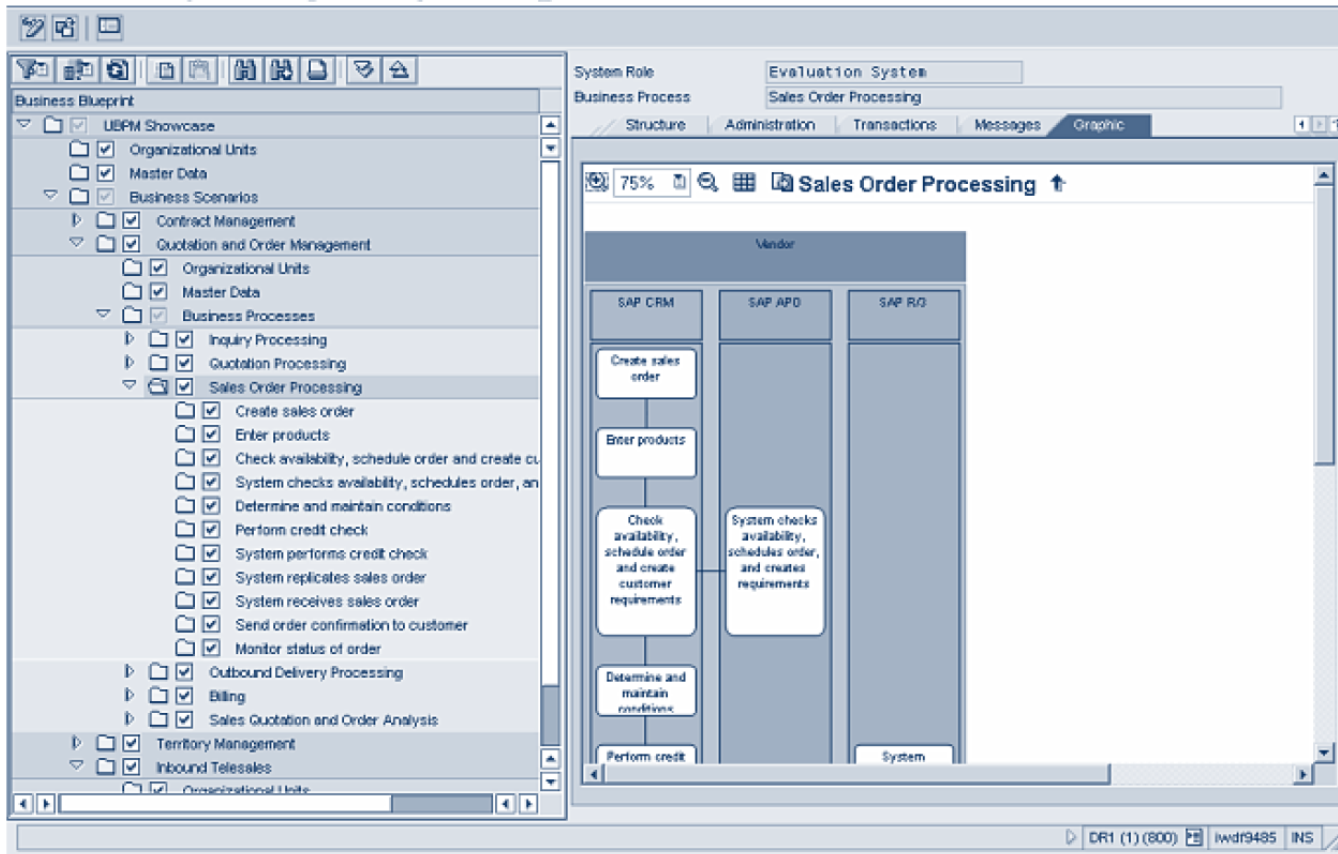 Business Blueprint
UBPM Showcase
Organizational Units
Master Data
Business Scenarios
Contract Management
Quotation and Order Management
Organizational Units
Master Data
Business Processes
Inquiry Processing
Quotation Processing
Sales Order Processing
Create sales order
Enter products
Check availability, schedule order and create cu
System checks availability, schedules order, an
Determine and maintain conditions
Perform credit check
System performs credit check
System replicates sales order
System receives sales order
Send order confirmation to customer
Monitor status of order
Outbound Delivery Processing
Billing
Sales Quotation and Order Analysis
Territory Management
Inbound Telesales
Organizational Units
System Role
Evaluation System
Business Process
Sales Order Processing
Structure
Administration
Transactions
Messages
Graphic
75%
Sales Order Processing
Vendor
SAP CRM
SAP APO
SAP R/3
Create sales
order
Enter products
Check
availability,
schedule order
and create
customer
requirements
System checks
availability,
schedules order,
and creates
requirements
Determine and
maintain
conditions
Perform credit
System
DR1 (1) (800)
iwdf9485
INS